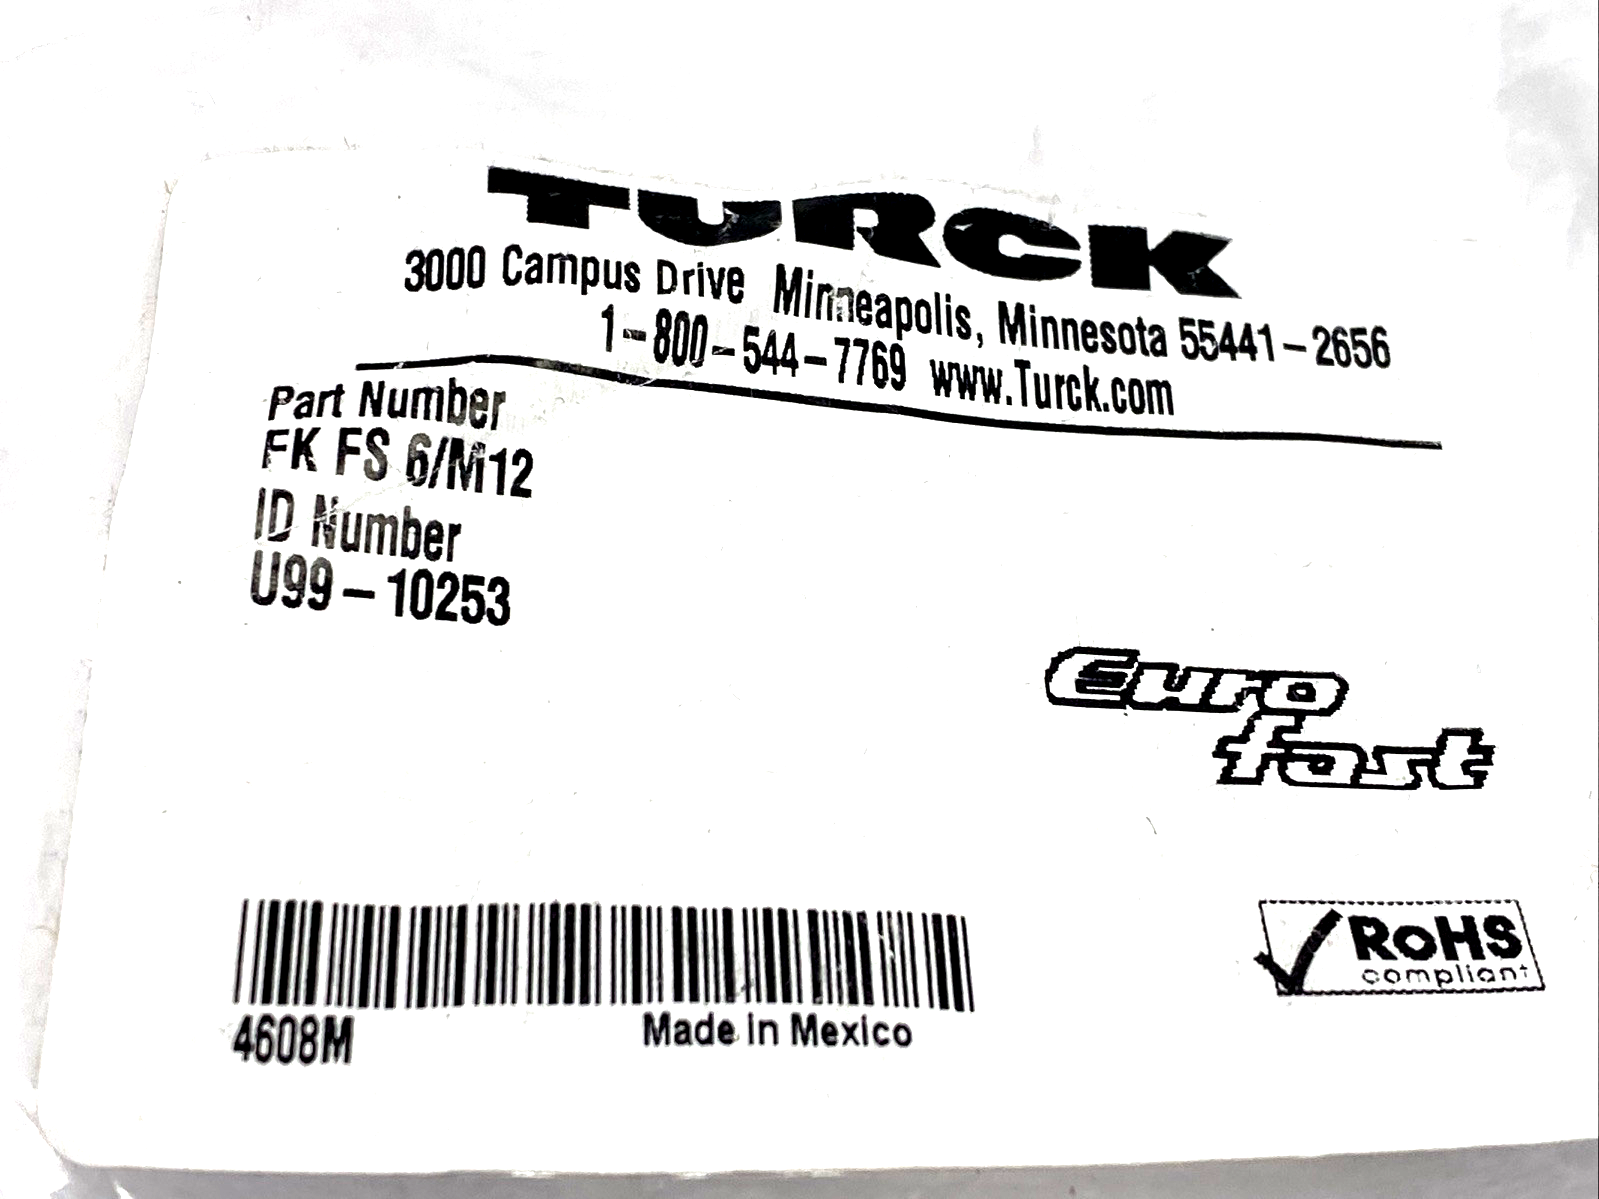 TURCK
3000 Campus Drive Minneapolis, Minnesota 55441-2656
1-800-544-7769 www.Turck.com
Part Number
FK FS 6/M12
ID Number
U99-10253
Euro
fast
RoHS
compliant
4608M
Made in Mexico